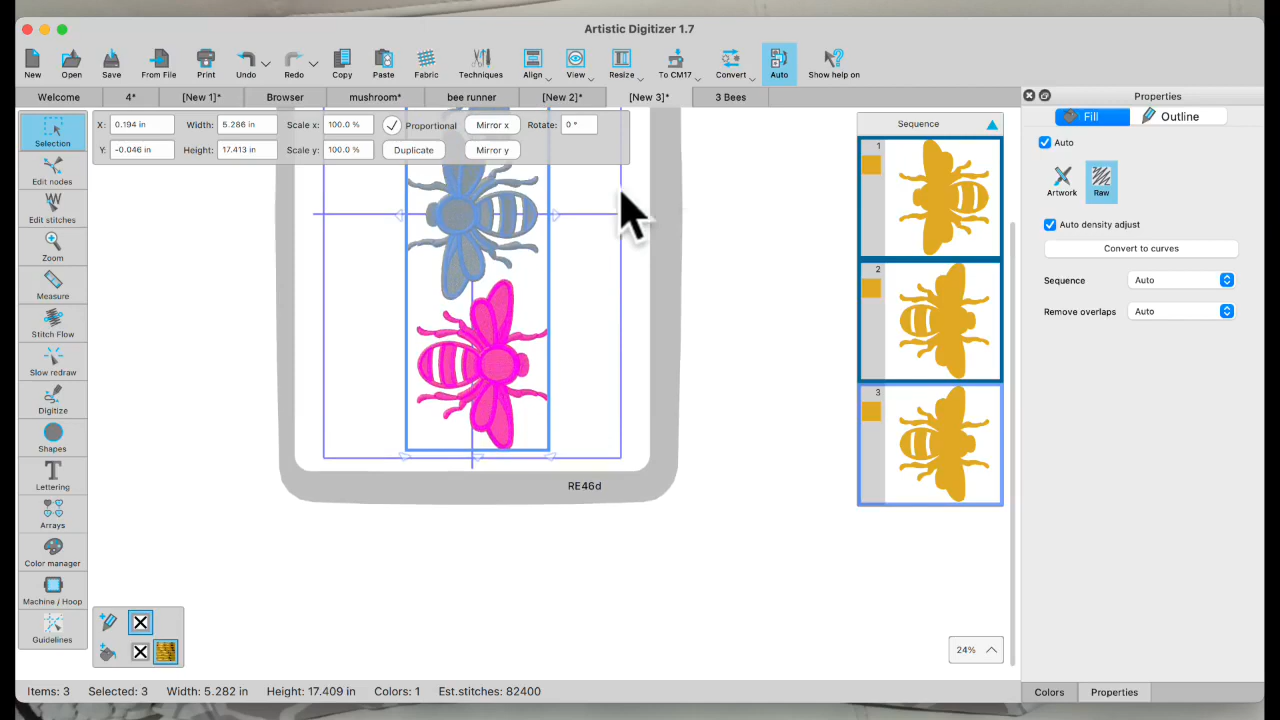 Artistic Digitizer 1.7
New Open Save From File Print Undo Redo Copy Paste Fabric Techniques Align View Resize To CM17 Convert Auto Show help on
Welcome 4* [New 1]* Browser mushroom* bee runner [New 2]* [New 3]* 3 Bees
X: 0.194 in Width: 5.286 in Scale x: 100.0 % Proportional Mirror x Rotate: 0 °
Y: -0.046 in Height: 17.413 in Scale y: 100.0 % Duplicate Mirror y
Selection
Edit nodes
Edit stitches
Zoom
Measure
Stitch Flow
Slow redraw
Digitize
Shapes
Lettering
Arrays
Color manager
Machine / Hoop
Guidelines
RE46d
24%
Sequence
1
2
3
Properties
Fill Outline
Auto
Artwork Raw
Auto density adjust
Convert to curves
Sequence Auto
Remove overlaps Auto
Colors Properties
Items: 3 Selected: 3 Width: 5.282 in Height: 17.409 in Colors: 1 Est.stitches: 82400